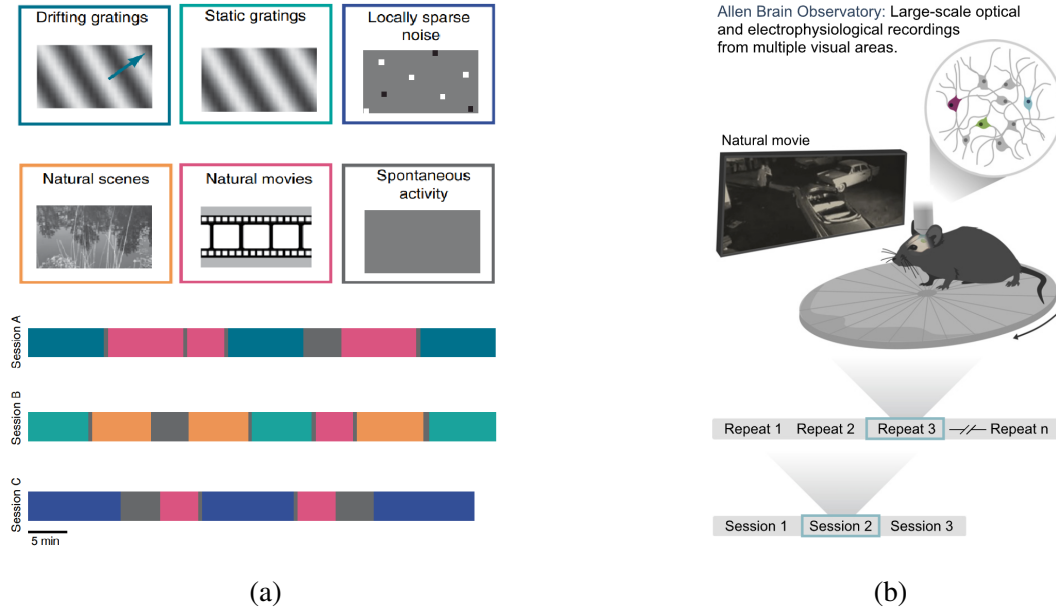 Drifting gratings
Static gratings
Locally sparse
noise
Natural scenes
Natural movies
Spontaneous
activity
Session A
Session B
Session C
5 min
(a)
Allen Brain Observatory: Large-scale optical
and electrophysiological recordings
from multiple visual areas.
Natural movie
Repeat 1 Repeat 2 Repeat 3 Repeat n
Session 1 Session 2 Session 3
(b)